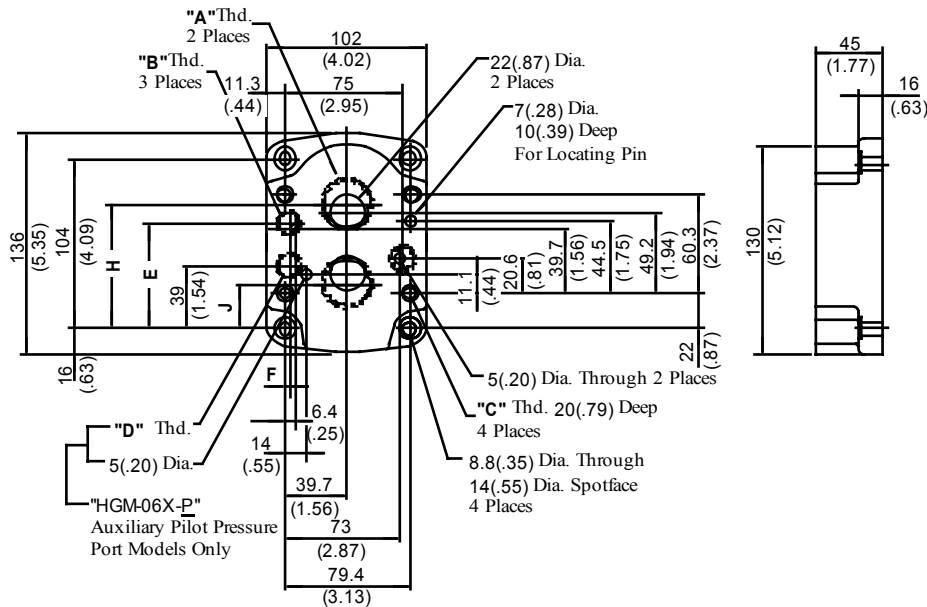 "A" Thd.
2 Places
102
(4.02)
"B" Thd.
3 Places
11.3
(.44)
75
(2.95)
22(.87) Dia.
2 Places
7(.28) Dia.
10(.39) Deep
For Locating Pin
45
(1.77)
16
(.63)
136
(5.35)
104
(4.09)
H
E
39
(1.54)
J
11.1
(.44)
20.6
(.81)
39.7
(1.56)
44.5
(1.75)
49.2
(1.94)
60.3
(2.37)
130
(5.12)
16
(.63)
22
(.87)
F
6.4
(.25)
14
(.55)
5(.20) Dia. Through 2 Places
"C" Thd. 20(.79) Deep
4 Places
"D" Thd.
5(.20) Dia.
8.8(.35) Dia. Through
14(.55) Dia. Spotface
4 Places
39.7
(1.56)
"HGM-06X-P"
Auxiliary Pilot Pressure
Port Models Only
73
(2.87)
79.4
(3.13)